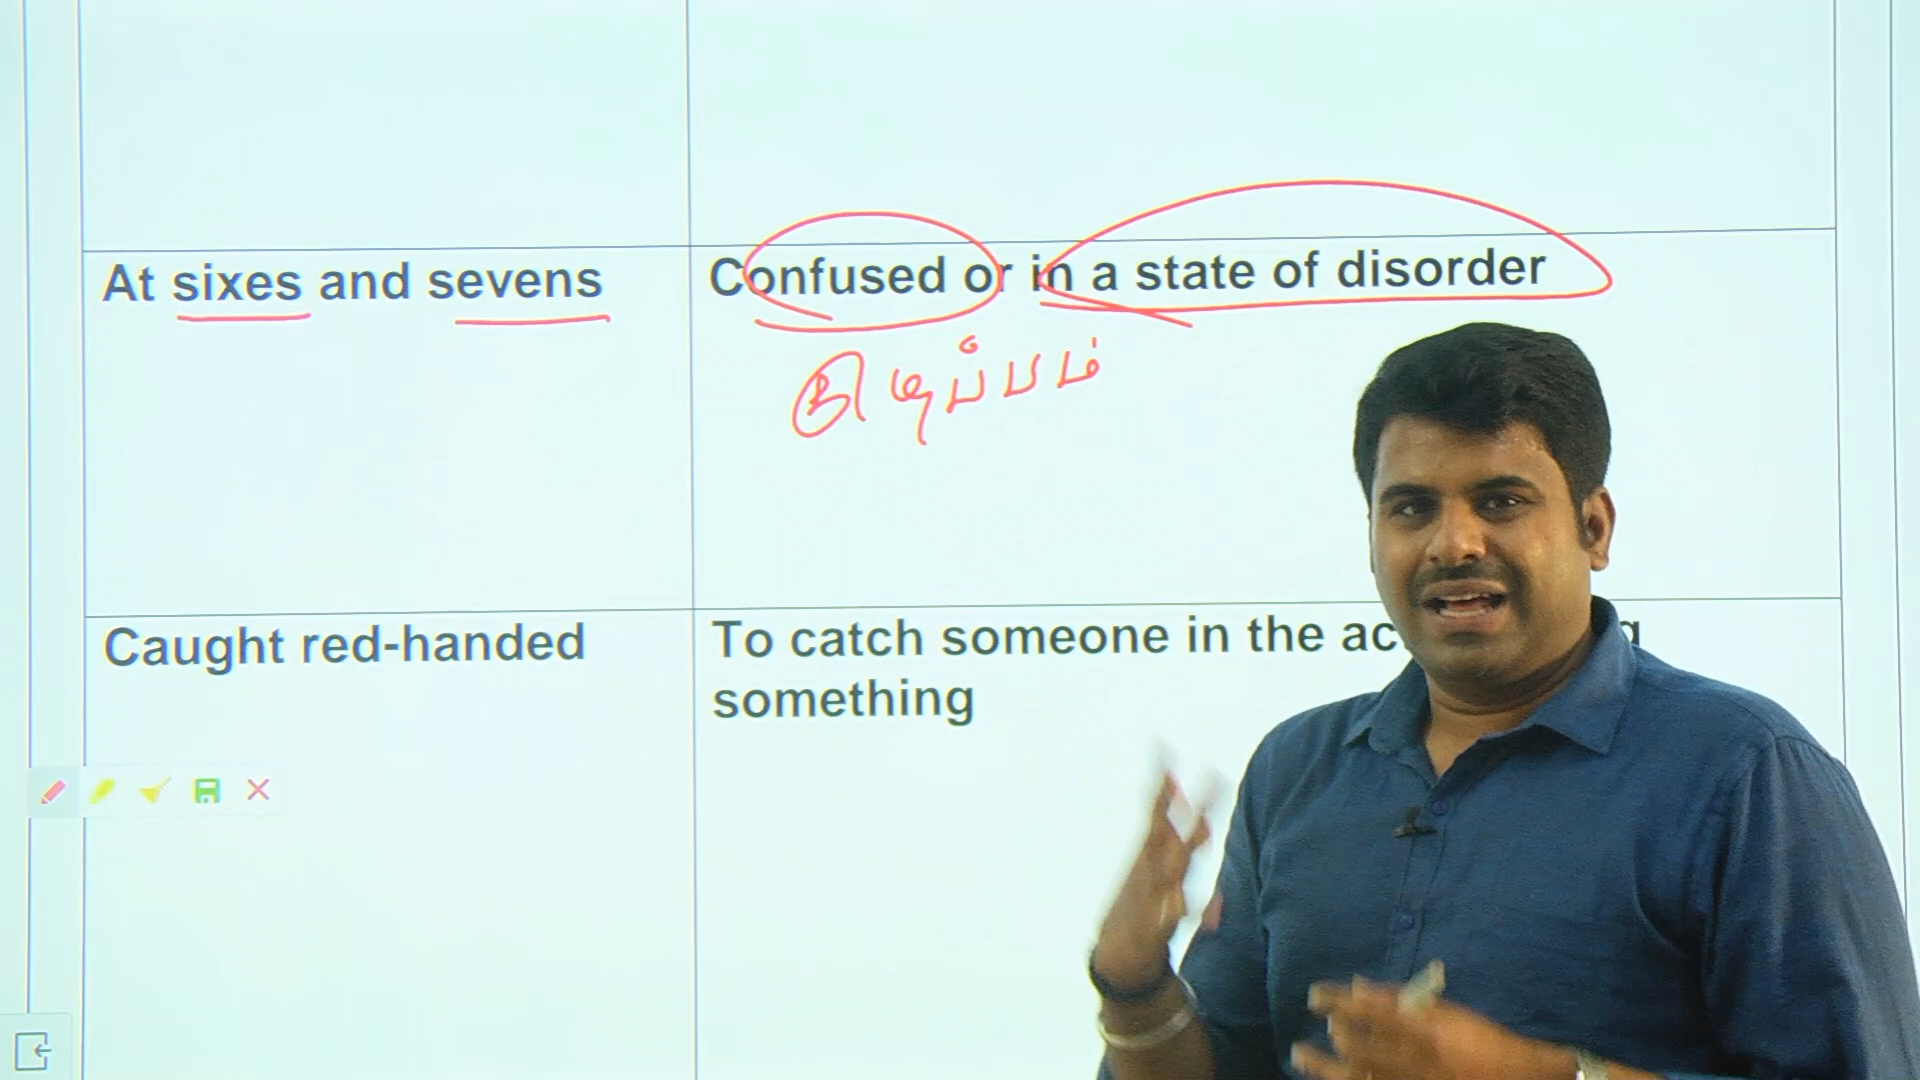 At sixes and sevens
Confused or in a state of disorder
குழப்பம்
Caught red-handed
To catch someone in the
something